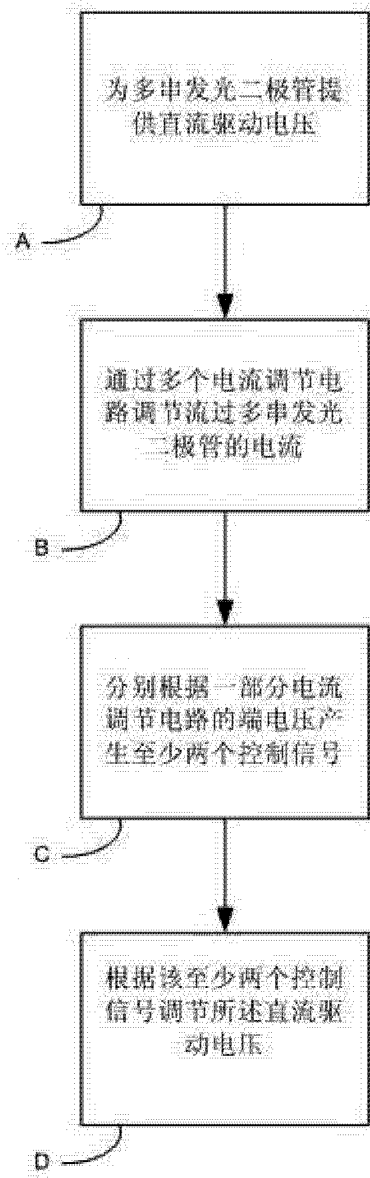 为多串发光二极管提
供直流驱动电压
A
通过多个电流调节电
路调节流过多串发光
二极管的电流
B
分别根据一部分电流
调节电路的端电压产
生至少两个控制信号
C
根据该至少两个控制
信号调节所述直流驱
动电压
D